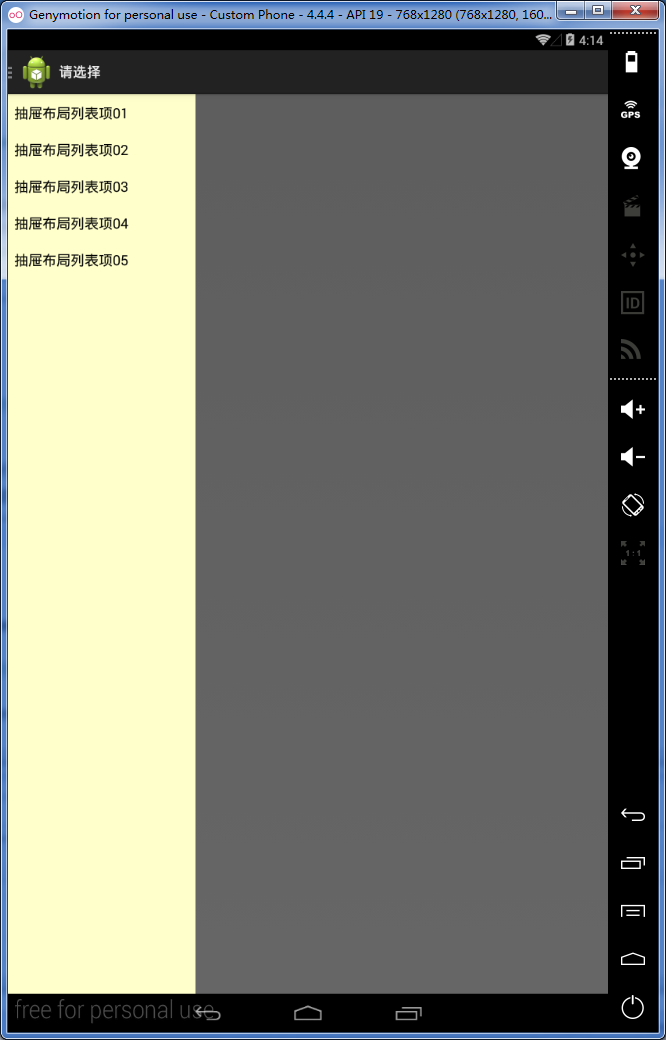 Genymotion for personal use - Custom Phone - 4.4.4 - API 19 - 768x1280 (768x1280, 160...
4:14
请选择
GPS
抽屉布局列表项01
抽屉布局列表项02
抽屉布局列表项03
抽屉布局列表项04
抽屉布局列表项05
ID
1:1
free for personal use